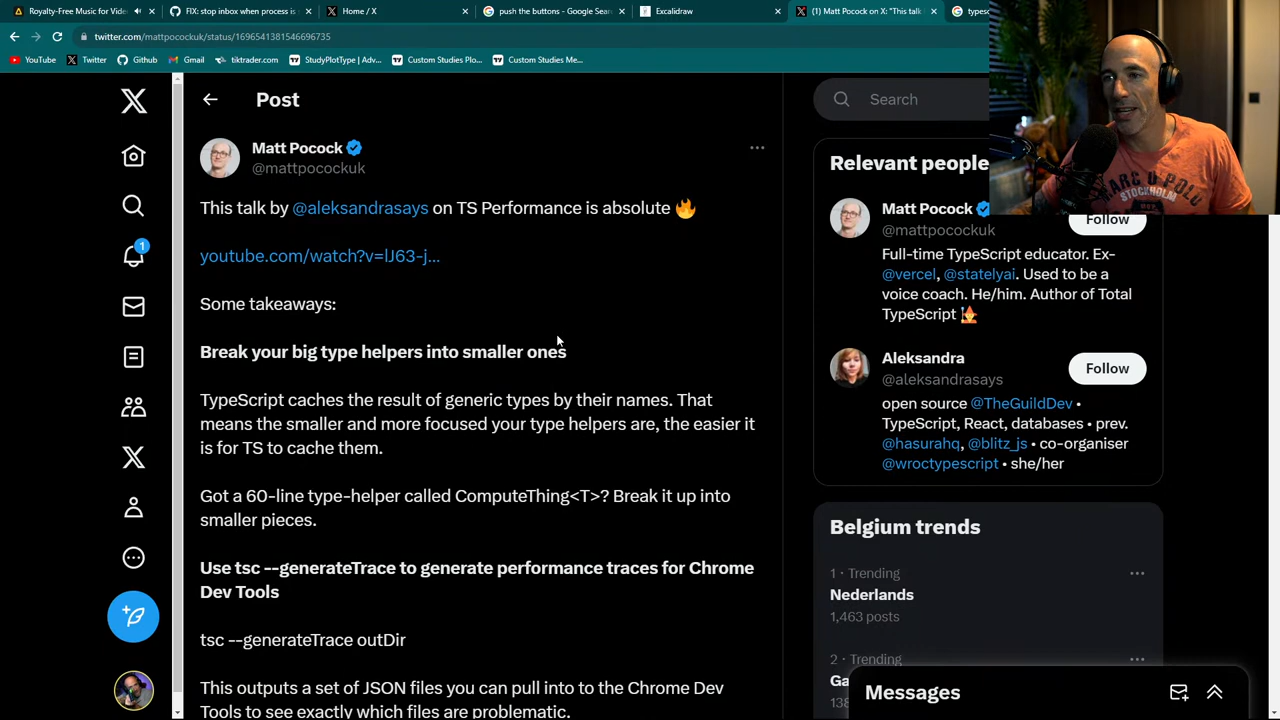 Royalty-Free Music for Vide
FIX: stop inbox when process is
Home / X
push the buttons - Google Sear
Excalidraw
(1) Matt Pocock on X: "This talk
typesc
twitter.com/mattpocockuk/status/1696541381546696735
YouTube
Twitter
Github
Gmail
tiktrader.com
StudyPlotType | Adv...
Custom Studies Plo...
Custom Studies Me...
Post
Search
Matt Pocock
@mattpocockuk
This talk by @aleksandrasays on TS Performance is absolute 🔥
youtube.com/watch?v=lJ63-j...
Some takeaways:
Break your big type helpers into smaller ones
TypeScript caches the result of generic types by their names. That
means the smaller and more focused your type helpers are, the easier it
is for TS to cache them.
Got a 60-line type-helper called ComputeThing<T>? Break it up into
smaller pieces.
Use tsc --generateTrace to generate performance traces for Chrome
Dev Tools
tsc --generateTrace outDir
This outputs a set of JSON files you can pull into to the Chrome Dev
Tools to see exactly which files are problematic.
1
Relevant people
Matt Pocock
@mattpocockuk
Follow
Full-time TypeScript educator. Ex-
@vercel, @statelyai. Used to be a
voice coach. He/him. Author of Total
TypeScript
Aleksandra
@aleksandrasays
Follow
open source @TheGuildDev •
TypeScript, React, databases • prev.
@hasurahq, @blitz_js • co-organiser
@wroctypescript • she/her
Belgium trends
1 · Trending
Nederlands
1,463 posts
2 · Trending
Ga
138
Messages
MARC O POLO
STOCKHOLM